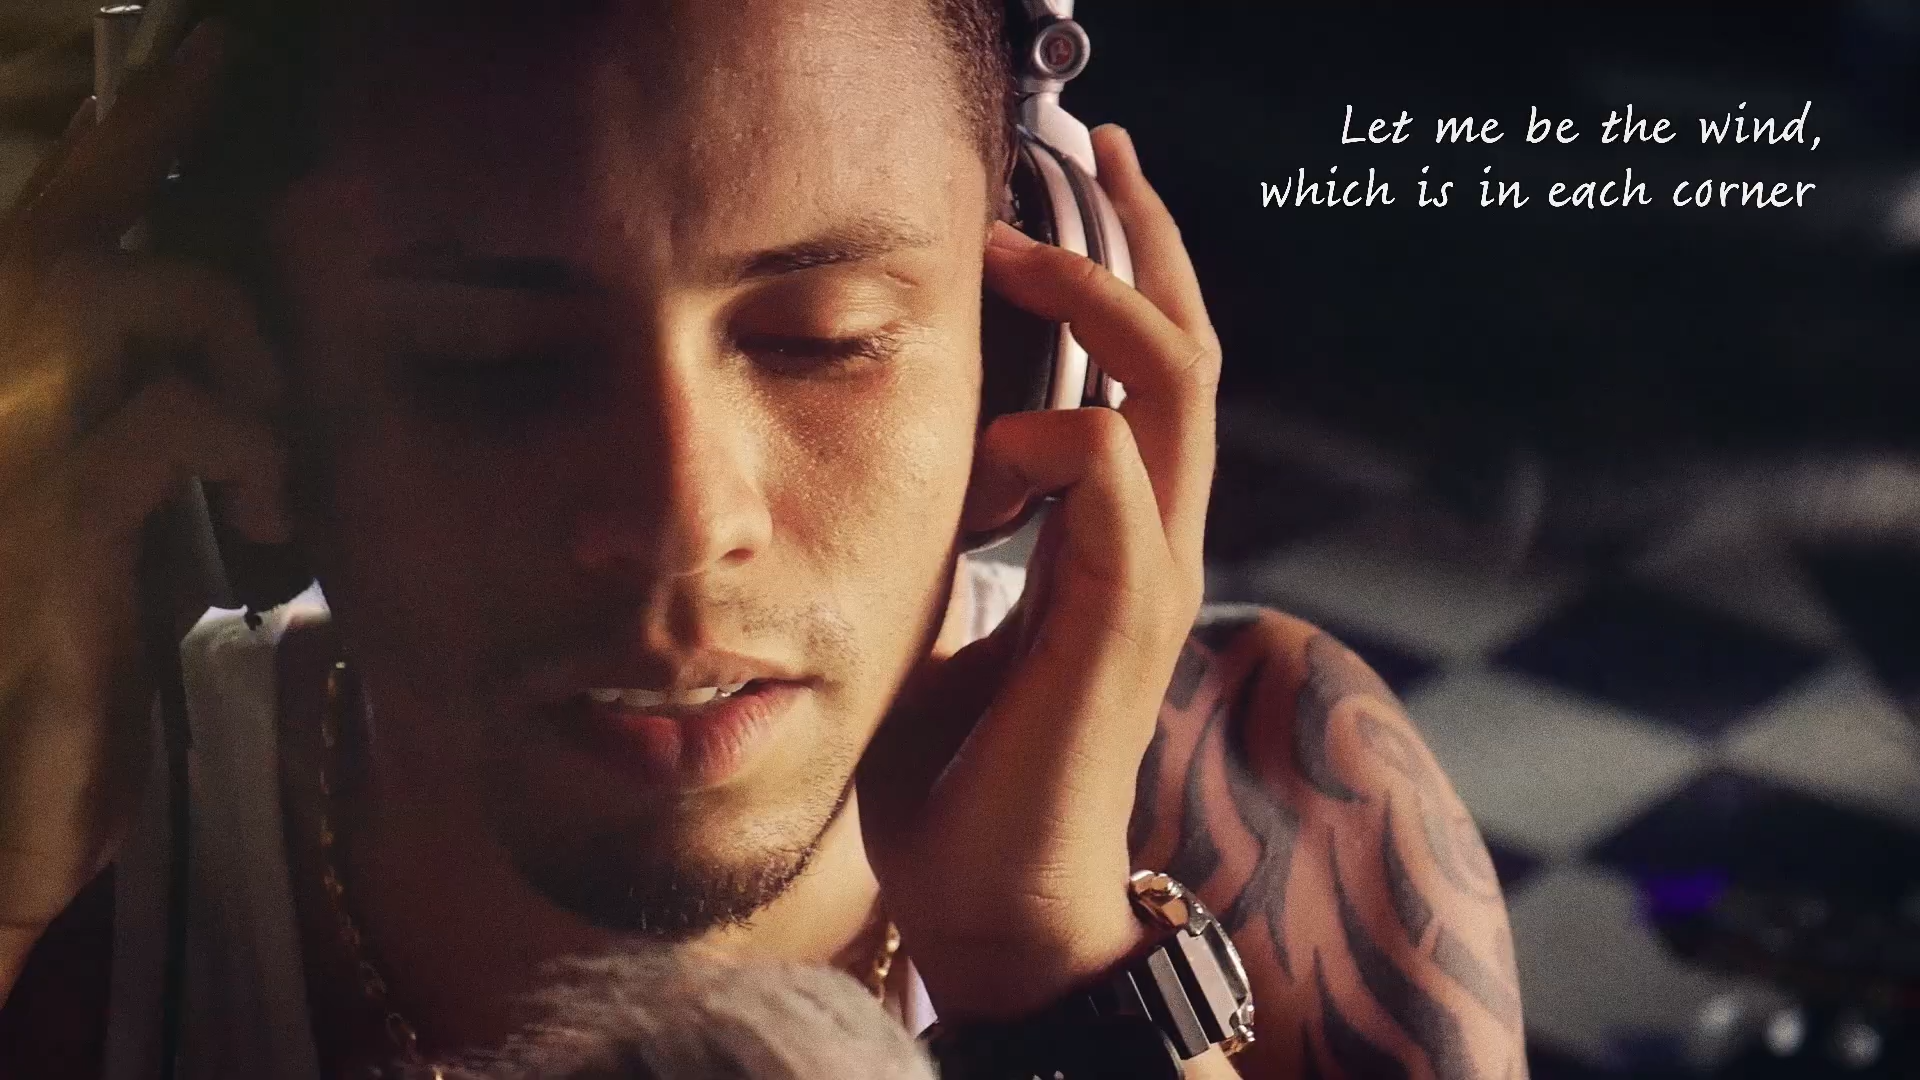 Let me be the wind,
which is in each corner